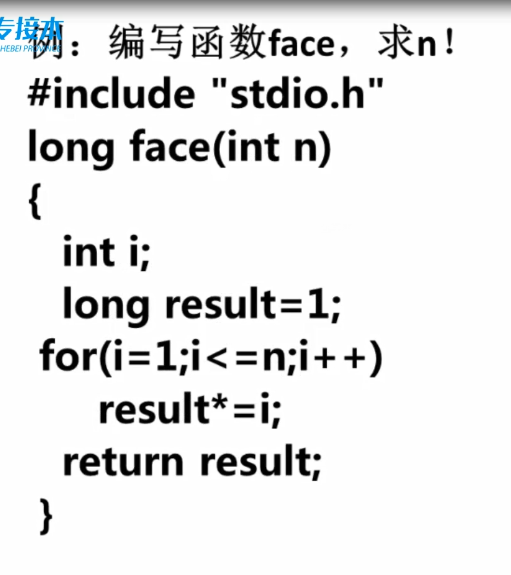 专接本
HEBEI PROVINCE
例：编写函数face，求n！
#include "stdio.h"
long face(int n)
{
int i;
long result=1;
for(i=1;i<=n;i++)
result*=i;
return result;
}